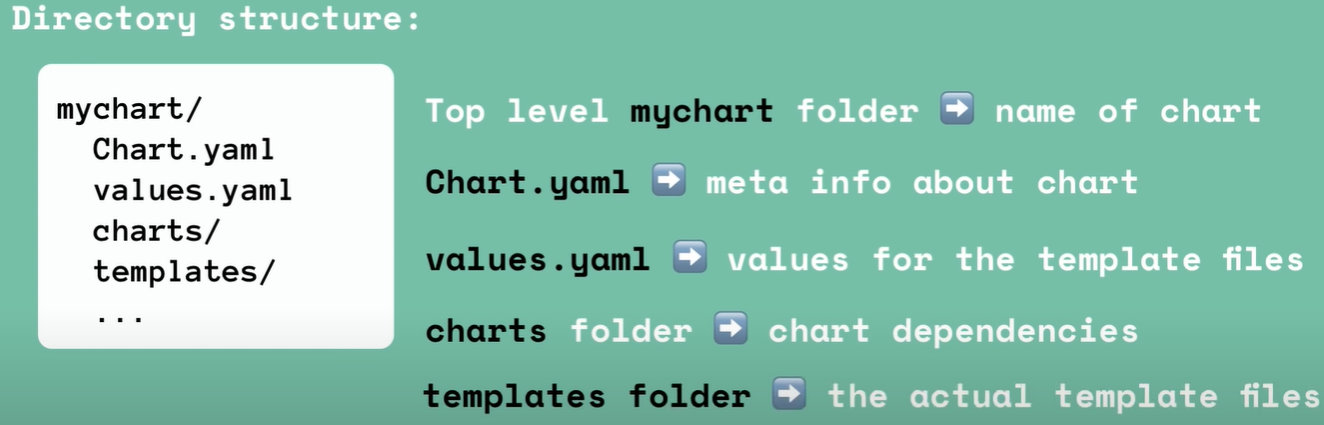 Directory structure:
mychart/
Chart.yaml
values.yaml
charts/
templates/
...
Top level mychart folder ➡ name of chart
Chart.yaml ➡ meta info about chart
values.yaml ➡ values for the template files
charts folder ➡ chart dependencies
templates folder ➡ the actual template files